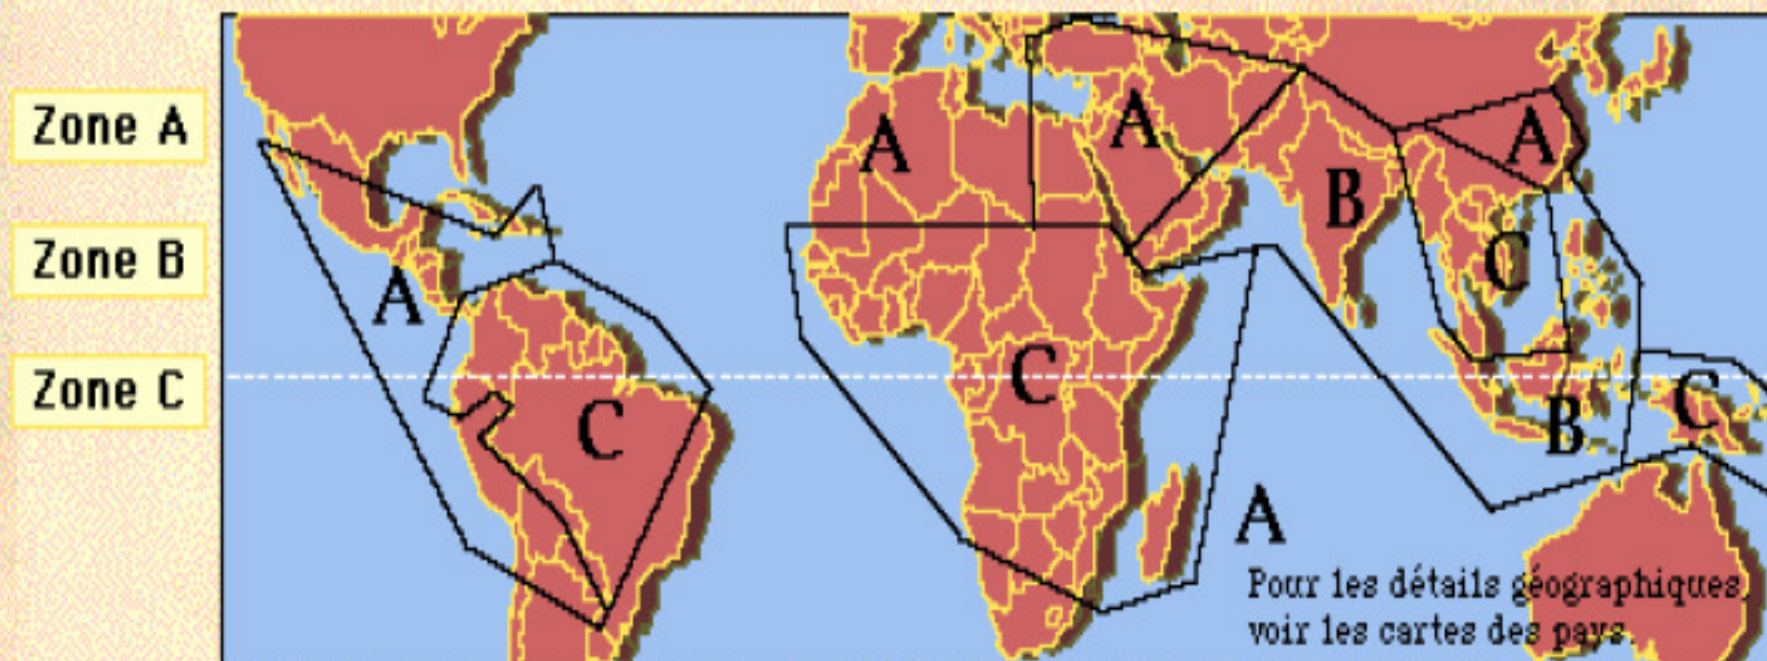 Zone A
Zone B
Zone C
A
A
A
B
C
A
C
C
C
B
C
A
Pour les détails géographiques,
voir les cartes des pays.